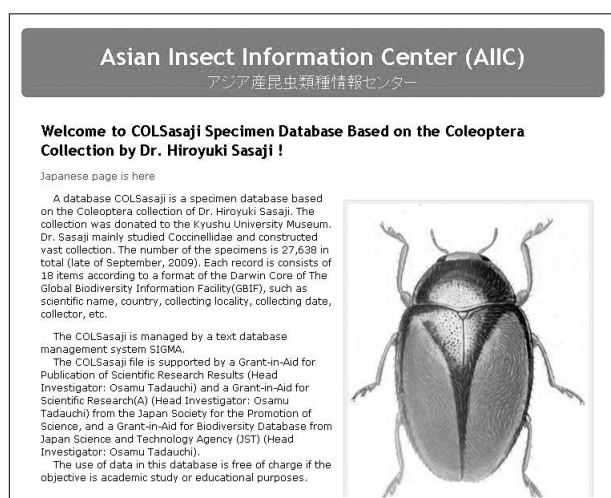 Asian Insect Information Center (AIIC)
アジア産昆虫類種情報センター
Welcome to COLSasaji Specimen Database Based on the Coleoptera
Collection by Dr. Hiroyuki Sasaji !
Japanese page is here
A database COLSasaji is a specimen database based
on the Coleoptera collection of Dr. Hiroyuki Sasaji. The
collection was donated to the Kyushu University Museum.
Dr. Sasaji mainly studied Coccinellidae and constructed
vast collection. The number of the specimens is 27,638 in
total (late of September, 2009). Each record is consists of
18 items according to a format of the Darwin Core of The
Global Biodiversity Information Facility(GBIF), such as
scientific name, country, collecting locality, collecting date,
collector, etc.
The COLSasaji is managed by a text database
management system SIGMA.
The COLSasaji file is supported by a Grant-in-Aid for
Publication of Scientific Research Results (Head
Investigator: Osamu Tadauchi) and a Grant-in-Aid for
Scientific Research(A) (Head Investigator: Osamu
Tadauchi) from the Japan Society for the Promotion of
Science, and a Grant-in-Aid for Biodiversity Database from
Japan Science and Technology Agency (JST) (Head
Investigator: Osamu Tadauchi).
The use of data in this database is free of charge if the
objective is academic study or educational purposes.